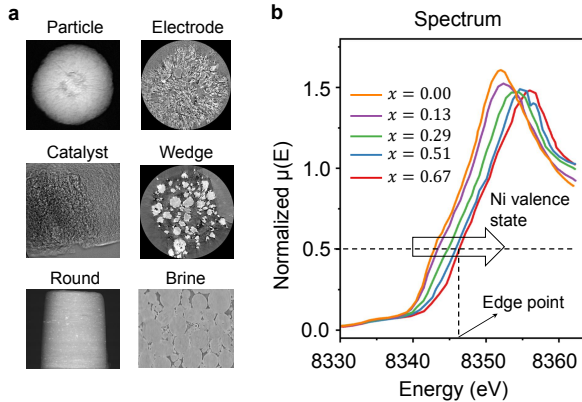 a
Particle
Electrode
Catalyst
Wedge
Round
Brine
b
Spectrum
Normalized μ(E)
1.5
1.0
0.5
0.0
x = 0.00
x = 0.13
x = 0.29
x = 0.51
x = 0.67
Ni valence
state
Edge point
8330
8340
8350
8360
Energy (eV)